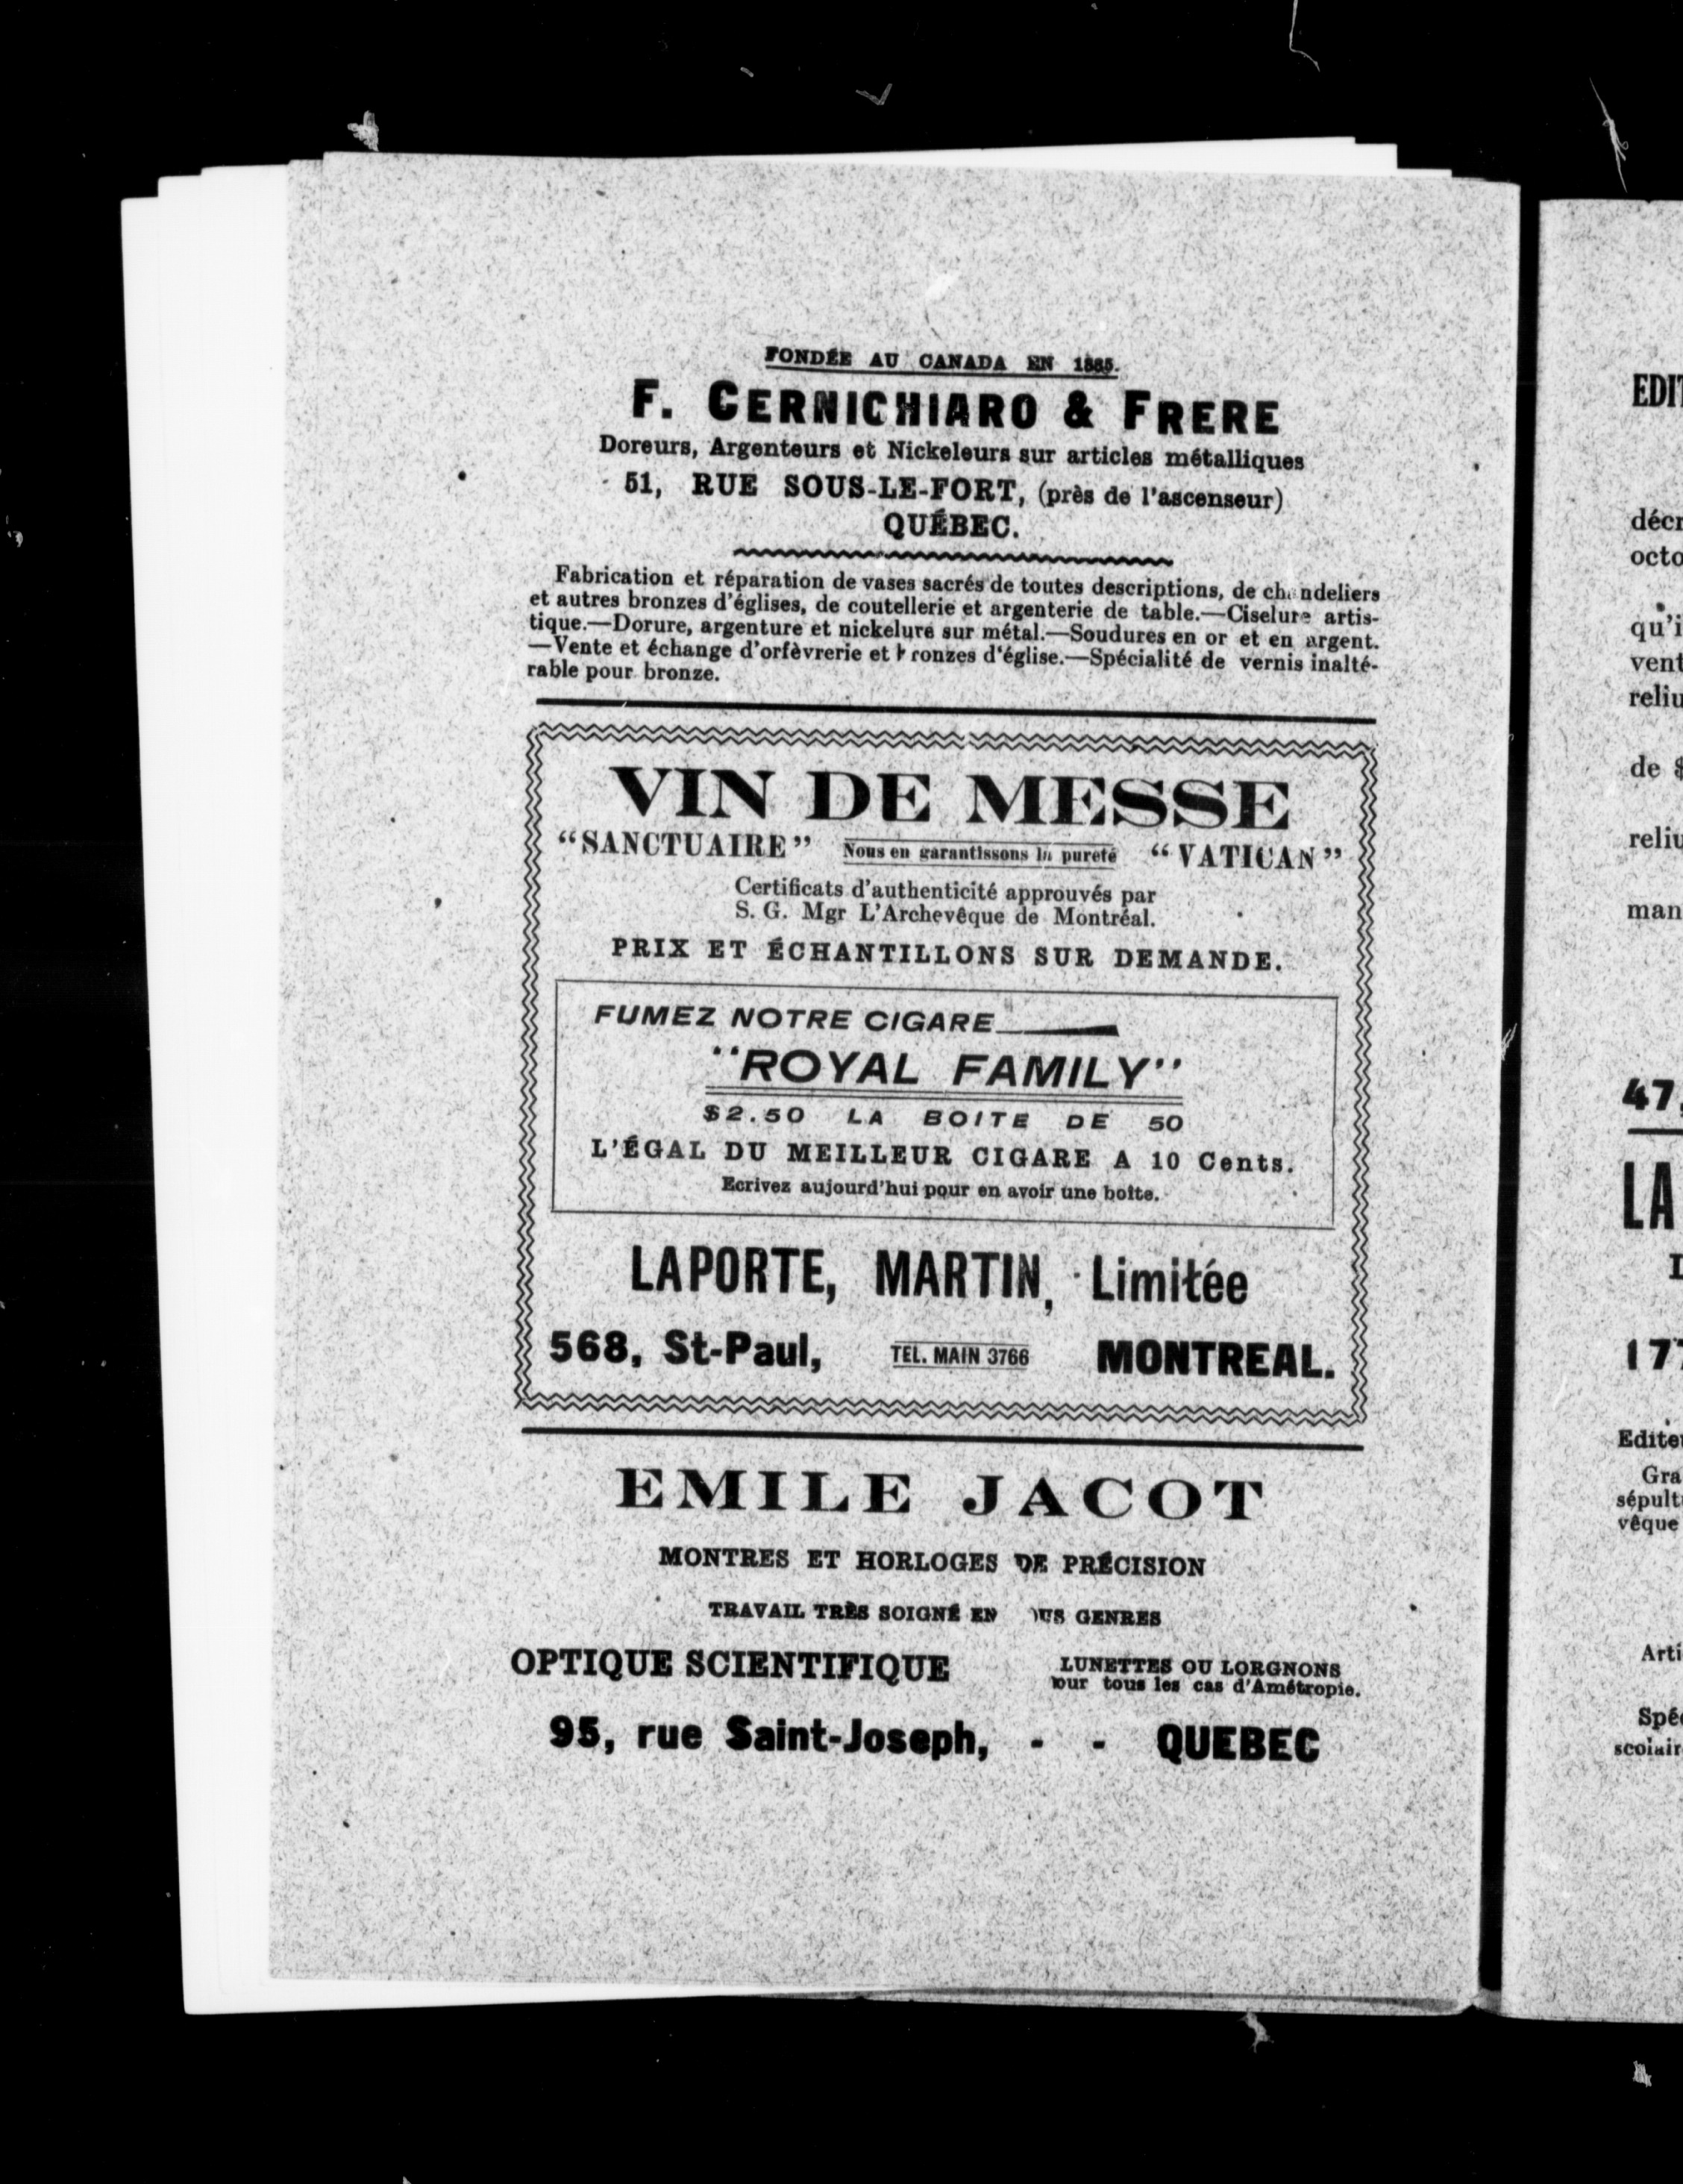 FONDÉE AU CANADA EN 1885.
F. CERNICHIARO & FRERE
Doreurs, Argenteurs et Nickeleurs sur articles métalliques
51, RUE SOUS-LE-FORT, (près de l'ascenseur)
QUÉBEC.
Fabrication et réparation de vases sacrés de toutes descriptions, de chandeliers
et autres bronzes d'églises, de coutellerie et argenterie de table.—Ciselure artis-
tique.—Dorure, argenture et nickelure sur métal.—Soudures en or et en argent.
—Vente et échange d'orfèvrerie et bronzes d'église.—Spécialité de vernis inalté-
rable pour bronze.
VIN DE MESSE
“SANCTUAIRE” Nous en garantissons la pureté “VATICAN”
Certificats d'authenticité approuvés par
S. G. Mgr L'Archevêque de Montréal.
PRIX ET ÉCHANTILLONS SUR DEMANDE.
FUMEZ NOTRE CIGARE
"ROYAL FAMILY"
$2.50 LA BOITE DE 50
L'ÉGAL DU MEILLEUR CIGARE A 10 Cents.
Ecrivez aujourd'hui pour en avoir une boîte.
LAPORTE, MARTIN, Limitée
568, St-Paul, TEL. MAIN 3766 MONTREAL.
EMILE JACOT
MONTRES ET HORLOGES DE PRÉCISION
TRAVAIL TRÈS SOIGNÉ EN OUS GENRES
OPTIQUE SCIENTIFIQUE LUNETTES OU LORGNONS
pour tous les cas d'Amétropie.
95, rue Saint-Joseph, - - QUEBEC
EDIT
décr
octo
qu'i
vent
reliu
de $
reliu
man
47,
LA
177
Edite
Gra
sépult
vêque
Arti
Spé
scolair